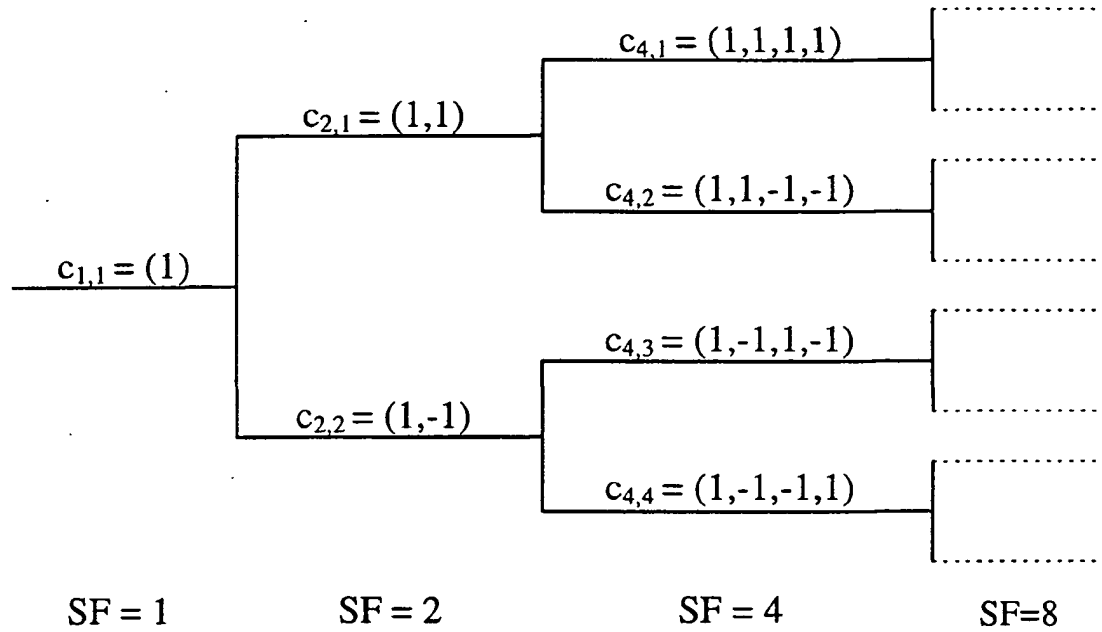 c4,1 = (1,1,1,1)
c2,1 = (1,1)
c4,2 = (1,1,-1,-1)
c1,1 = (1)
c4,3 = (1,-1,1,-1)
c2,2 = (1,-1)
c4,4 = (1,-1,-1,1)
SF = 1 SF = 2 SF = 4 SF=8